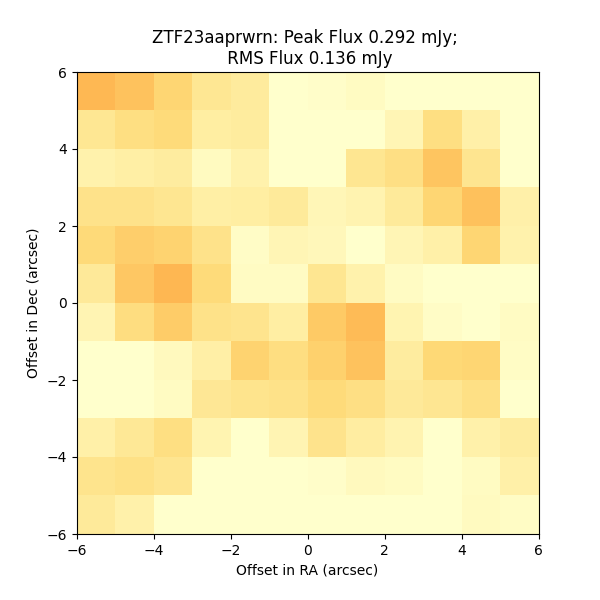 ZTF23aaprwrn: Peak Flux 0.292 mJy;
RMS Flux 0.136 mJy
6
4
2
0
−2
−4
−6
Offset in Dec (arcsec)
−6 −4 −2 0 2 4 6
Offset in RA (arcsec)